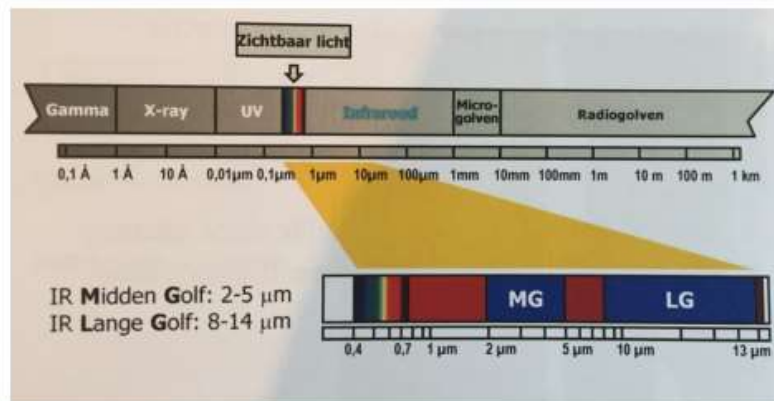 Zichtbaar licht
Gamma X-ray UV Infrarood Micro-golven Radiogolven
0,1 Å 1 Å 10 Å 0,01µm 0,1µm 1µm 10µm 100µm 1mm 10mm 100mm 1m 10 m 100 m 1 km
IR Midden Golf: 2-5 µm
IR Lange Golf: 8-14 µm
MG LG
0,4 0,7 1 µm 2 µm 5 µm 10 µm 13 µm